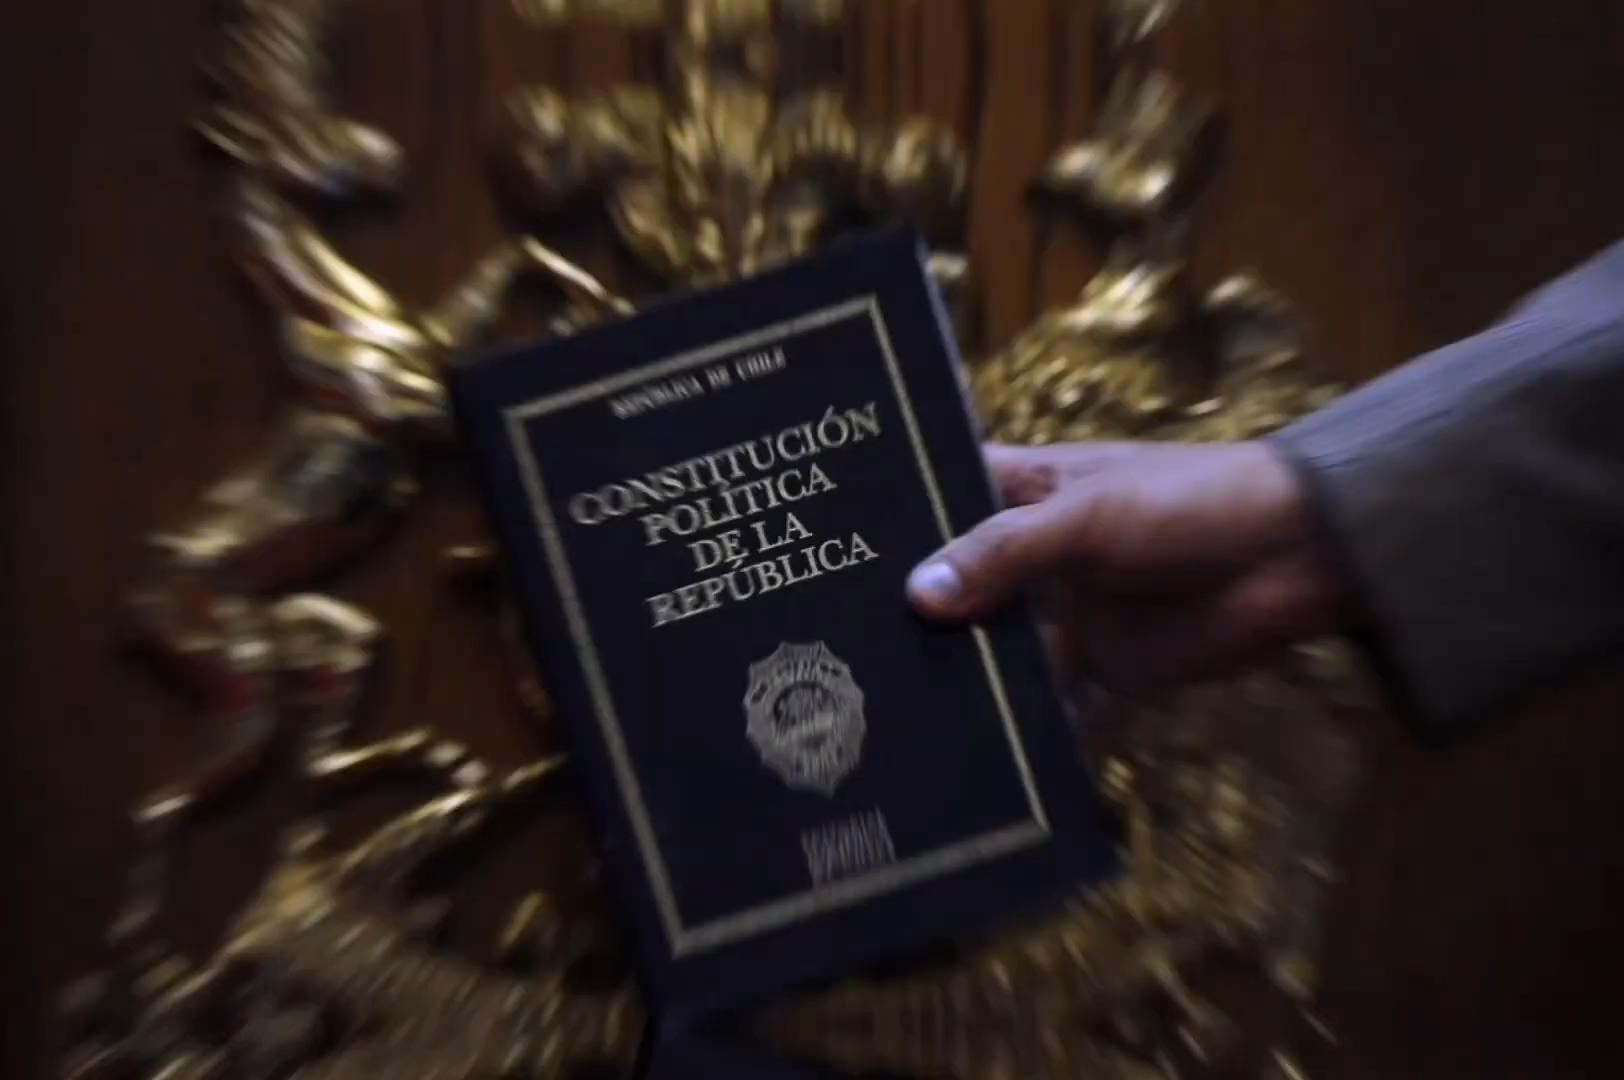 REPÚBLICA DE CHILE
CONSTITUCIÓN
POLÍTICA
DE LA
REPÚBLICA